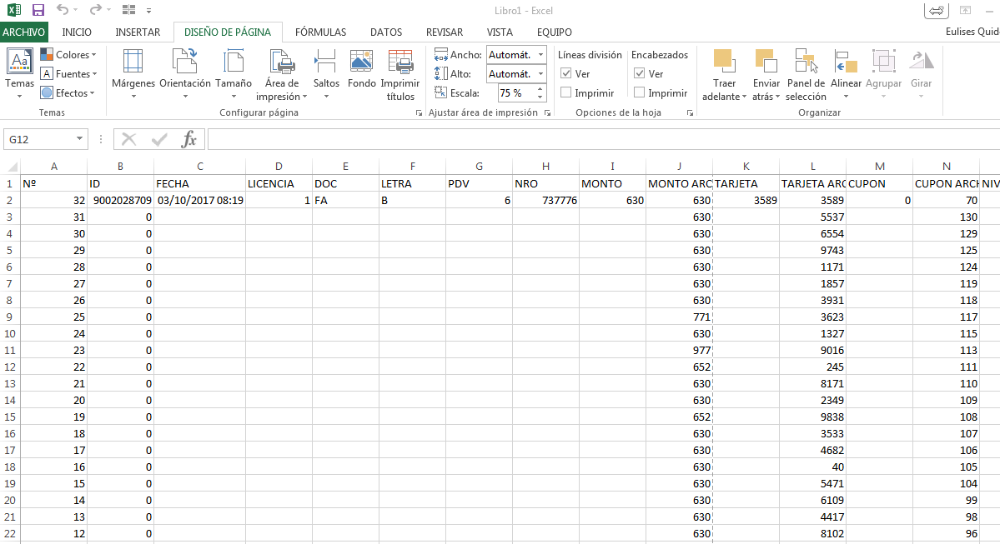 Libro1 - Excel
ARCHIVO INICIO INSERTAR DISEÑO DE PÁGINA FÓRMULAS DATOS REVISAR VISTA EQUIPO Eulises Quid
Aa Temas Colores Fuentes Efectos Temas
Márgenes Orientación Tamaño Área de impresión Saltos Fondo Imprimir títulos Configurar página
Ancho: Automát. Alto: Automát. Escala: 75 % Ajustar área de impresión
Líneas división Ver Imprimir Encabezados Ver Imprimir Opciones de la hoja
Traer adelante Enviar atrás Panel de selección Alinear Agrupar Girar Organizar
G12 fx
A B C D E F G H I J K L M N
1 Nº ID FECHA LICENCIA DOC LETRA PDV NRO MONTO MONTO ARC TARJETA TARJETA ARC CUPON CUPON ARCH NIV
2 32 9002028709 03/10/2017 08:19 1 FA B 6 737776 630 630 3589 3589 0 70
3 31 0 630 5537 130
4 30 0 630 6554 129
5 29 0 630 9743 125
6 28 0 630 1171 124
7 27 0 630 1857 119
8 26 0 630 3931 118
9 25 0 771 3623 117
10 24 0 630 1327 115
11 23 0 977 9016 113
12 22 0 652 245 111
13 21 0 630 8171 110
14 20 0 630 2349 109
15 19 0 652 9838 108
16 18 0 630 3533 107
17 17 0 630 4682 106
18 16 0 630 40 105
19 15 0 630 5471 104
20 14 0 630 6109 99
21 13 0 630 4417 98
22 12 0 630 8102 96